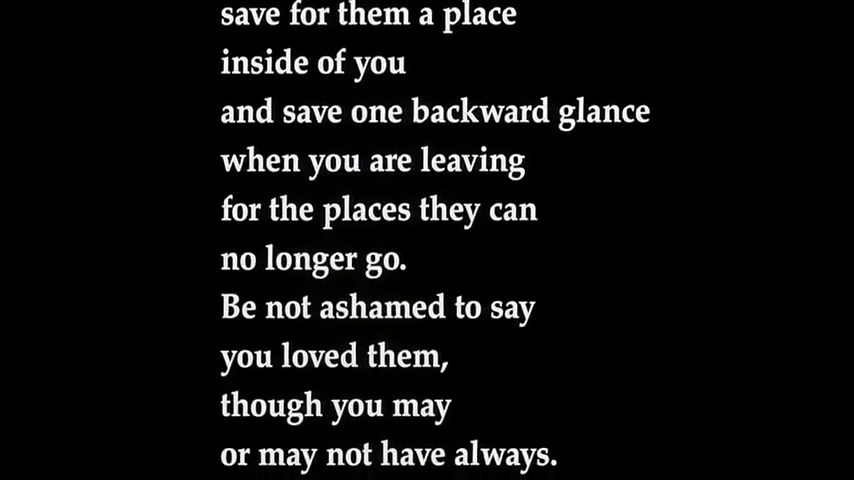 save for them a place
inside of you
and save one backward glance
when you are leaving
for the places they can
no longer go.
Be not ashamed to say
you loved them,
though you may
or may not have always.